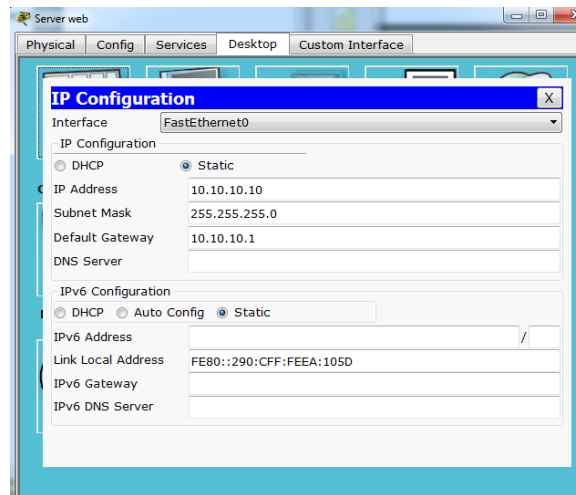 Server web
Physical Config Services Desktop Custom Interface
IP Configuration X
Interface FastEthernet0
IP Configuration
DHCP Static
IP Address 10.10.10.10
Subnet Mask 255.255.255.0
Default Gateway 10.10.10.1
DNS Server
IPv6 Configuration
DHCP Auto Config Static
IPv6 Address /
Link Local Address FE80::290:CFF:FEEA:105D
IPv6 Gateway
IPv6 DNS Server